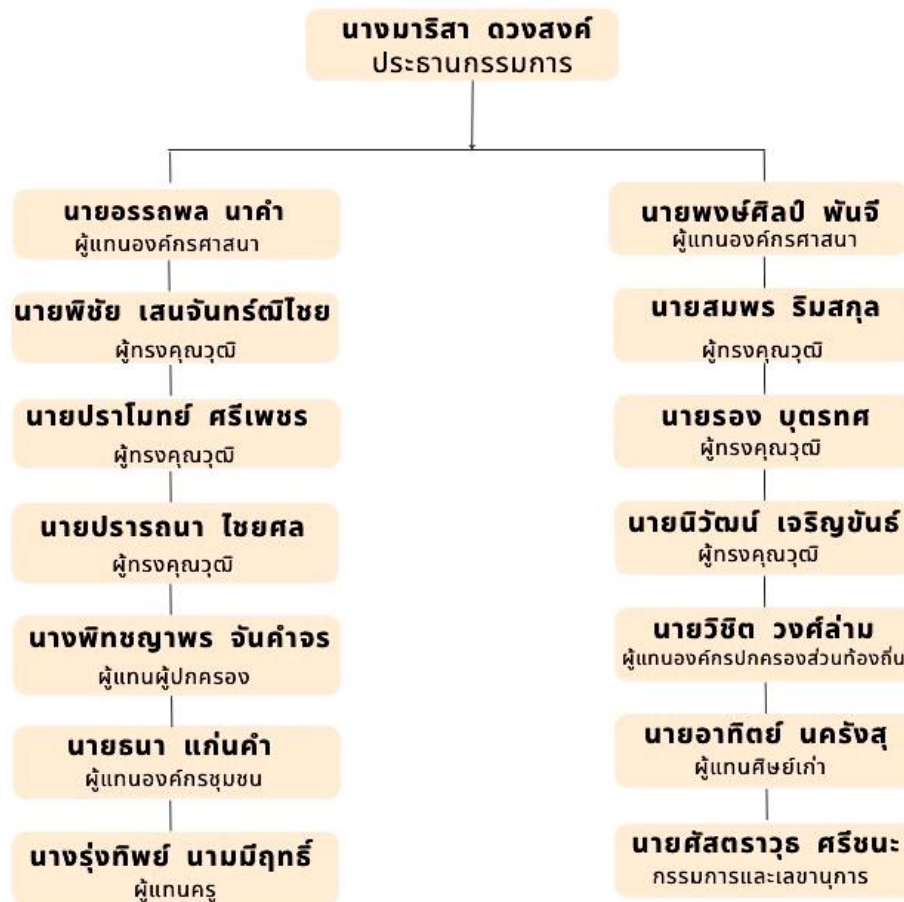 นางมาริสา ดวงสงค์
ประธานกรรมการ
นายอรรถพล นาคำ
ผู้แทนองค์กรศาสนา
นายพิชัย เสนจันทร์ฒิไชย
ผู้ทรงคุณวุฒิ
นายปราโมทย์ ศรีเพชร
ผู้ทรงคุณวุฒิ
นายปรารถนา ไชยศล
ผู้ทรงคุณวุฒิ
นางพิทชญาพร จันคำจร
ผู้แทนผู้ปกครอง
นายธนา แก่นคำ
ผู้แทนองค์กรชุมชน
นางรุ่งทิพย์ นามมีฤทธิ์
ผู้แทนครู
นายพงษ์ศิลป์ พันจี
ผู้แทนองค์กรศาสนา
นายสมพร ริมสกุล
ผู้ทรงคุณวุฒิ
นายรอง บุตรทศ
ผู้ทรงคุณวุฒิ
นายนิวัฒน์ เจริญขันธ์
ผู้ทรงคุณวุฒิ
นายวิชิต วงศ์ล่าม
ผู้แทนองค์กรปกครองส่วนท้องถิ่น
นายอาทิตย์ นครังสุ
ผู้แทนศิษย์เก่า
นายศัสตราวุธ ศรีชนะ
กรรมการและเลขานุการ